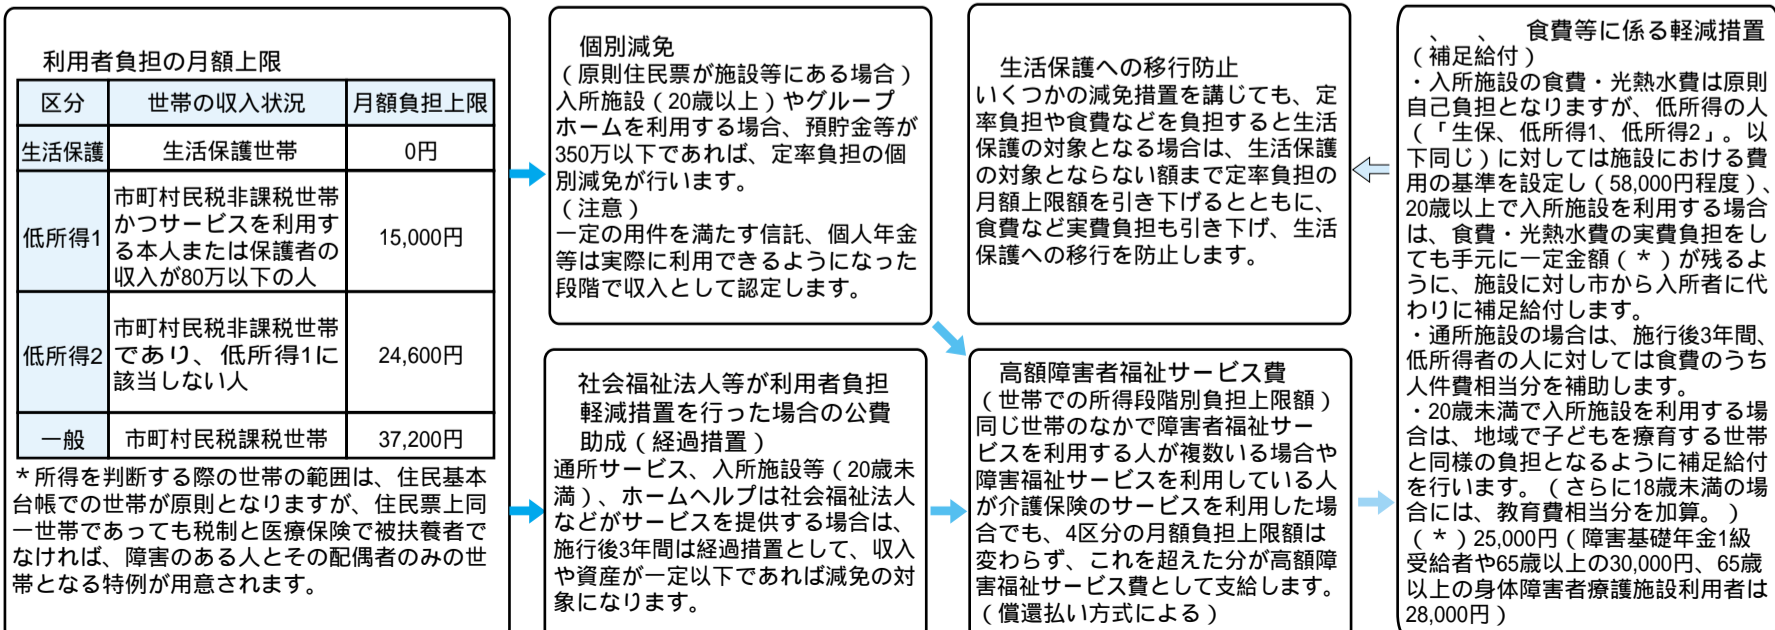 利用者負担の月額上限
区分 世帯の収入状況 月額負担上限
生活保護 生活保護世帯 0円
低所得1 市町村民税非課税世帯
かつサービスを利用す
る本人または保護者の
収入が80万以下の人 15,000円
低所得2 市町村民税非課税世帯
であり、低所得1に
該当しない人 24,600円
一般 市町村民税課税世帯 37,200円
*所得を判断する際の世帯の範囲は、住民基本
台帳での世帯が原則となりますが、住民票上同
一世帯であっても税制と医療保険で被扶養者で
なければ、障害のある人とその配偶者のみの世
帯となる特例が用意されます。
個別減免
(原則住民票が施設等にある場合)
入所施設(20歳以上)やグループ
ホームを利用する場合、預貯金等が
350万以下であれば、定率負担の個
別減免が行います。
(注意)
一定の用件を満たす信託、個人年金
等は実際に利用できるようになった
段階で収入として認定します。
社会福祉法人等が利用者負担
軽減措置を行った場合の公費
助成(経過措置)
通所サービス、入所施設等(20歳未
満)、ホームヘルプは社会福祉法人
などがサービスを提供する場合は、
施行後3年間は経過措置として、収入
や資産が一定以下であれば減免の対
象になります。
生活保護への移行防止
いくつかの減免措置を講じても、定
率負担や食費などを負担すると生活
保護の対象となる場合は、生活保護
の対象とならない額まで定率負担の
月額上限額を引き下げるとともに、
食費など実費負担も引き下げ、生活
保護への移行を防止します。
高額障害者福祉サービス費
(世帯での所得段階別負担上限額)
同じ世帯のなかで障害者福祉サー
ビスを利用する人が複数いる場合や
障害福祉サービスを利用している人
が介護保険のサービスを利用した場
合でも、4区分の月額負担上限額は
変わらず、これを超えた分が高額障
害福祉サービス費として支給します。
(償還払い方式による)
、 、 食費等に係る軽減措置
(補足給付)
・入所施設の食費・光熱水費は原則
自己負担となりますが、低所得の人
(「生保、低所得1、低所得2」。以
下同じ)に対しては施設における費
用の基準を設定し(58,000円程度)、
20歳以上で入所施設を利用する場合
は、食費・光熱水費の実費負担をし
ても手元に一定金額(*)が残るよ
うに、施設に対し市から入所者に代
わりに補足給付します。
・通所施設の場合は、施行後3年間、
低所得者の人に対しては食費のうち
人件費相当分を補助します。
・20歳未満で入所施設を利用する場
合は、地域で子どもを療育する世帯
と同様の負担となるように補足給付
を行います。(さらに18歳未満の場
合には、教育費相当分を加算。)
(*)25,000円(障害基礎年金1級
受給者や65歳以上の30,000円、65歳
以上の身体障害者療護施設利用者は
28,000円)